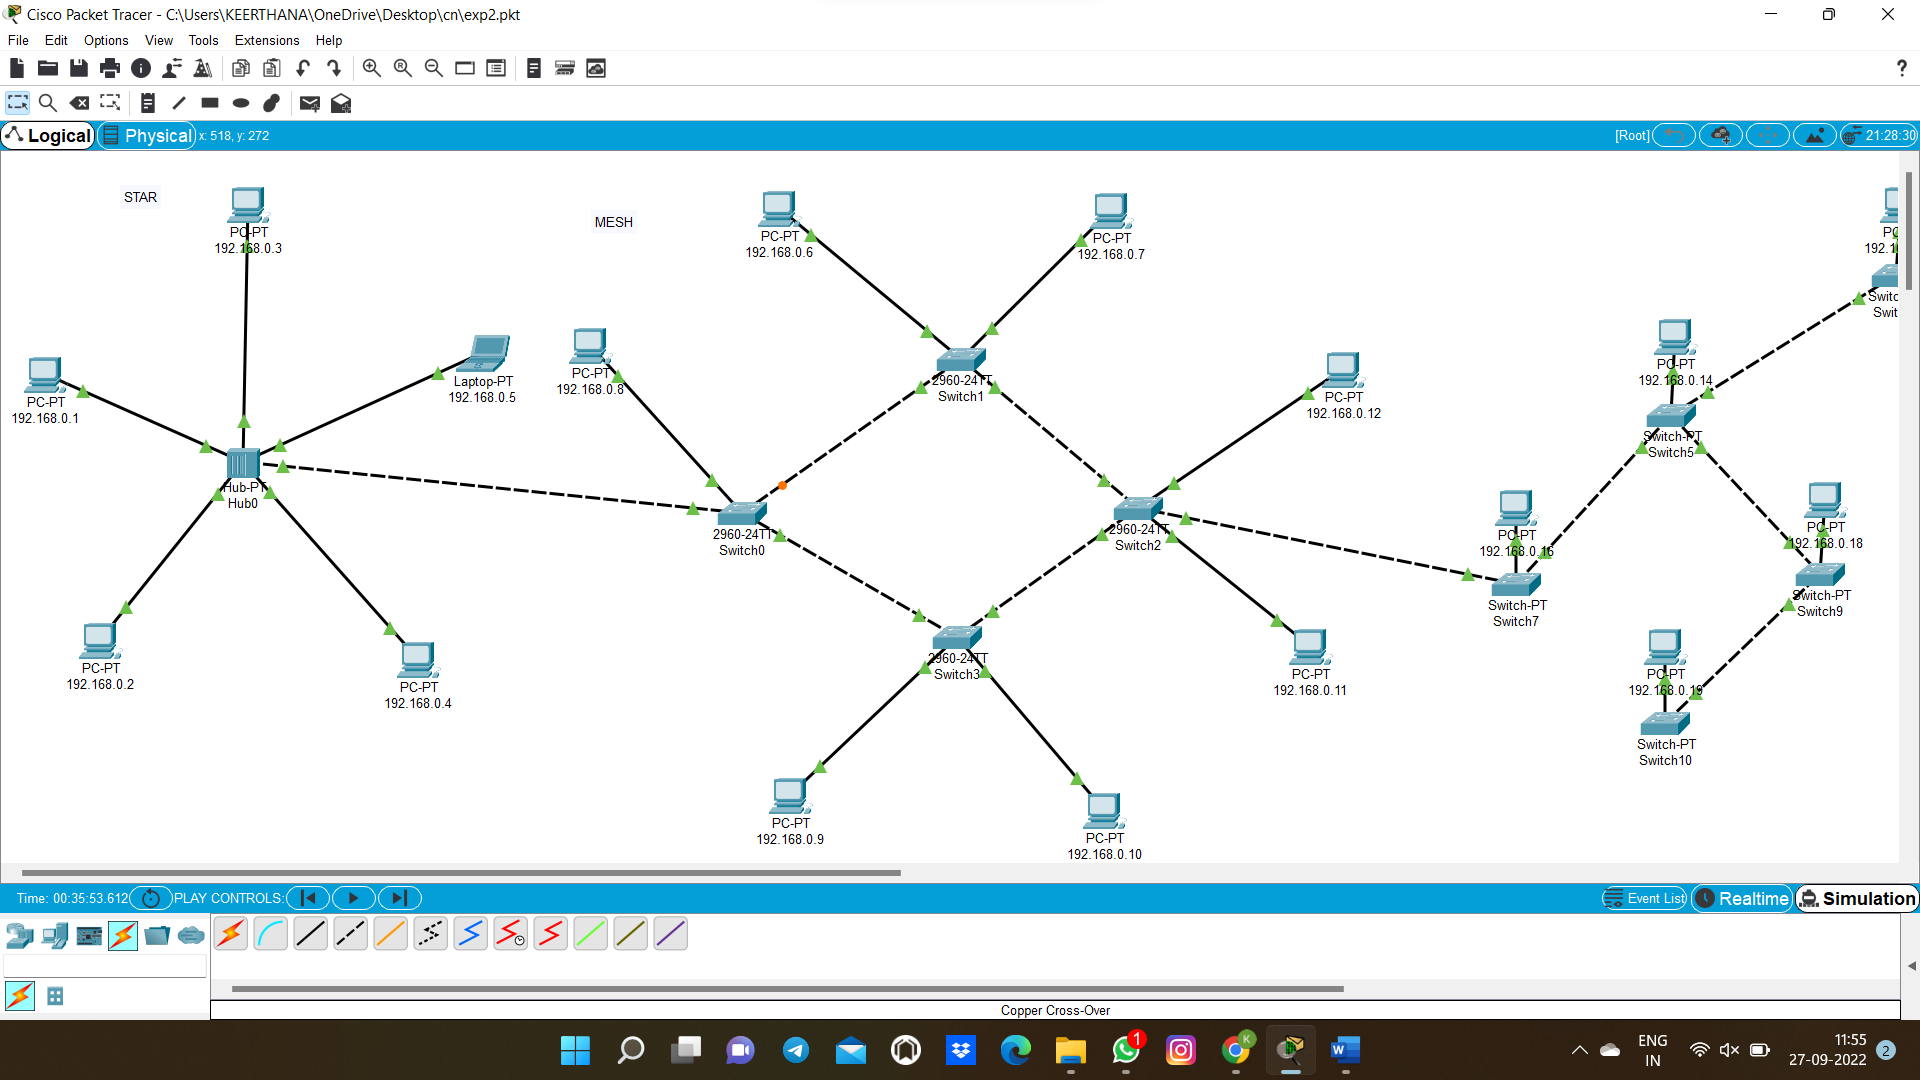 Cisco Packet Tracer - C:\Users\KEERTHANA\OneDrive\Desktop\cn\exp2.pkt
File Edit Options View Tools Extensions Help
?
Logical Physical x: 518, y: 272
[Root] 21:28:30
STAR
MESH
PC-PT
192.168.0.3
PC-PT
192.168.0.6
PC-PT
192.168.0.7
PC
Switc
Swit
PC-PT
192.168.0.1
Laptop-PT
192.168.0.5
PC-PT
192.168.0.8
2960-24TT
Switch1
PC-PT
192.168.0.12
PC-PT
192.168.0.14
Switch-PT
Switch5
Hub-PT
Hub0
2960-24TT
Switch0
2960-24TT
Switch2
PC-PT
192.168.0.16
Switch-PT
Switch7
PC-PT
192.168.0.18
Switch-PT
Switch9
PC-PT
192.168.0.2
PC-PT
192.168.0.4
2960-24TT
Switch3
PC-PT
192.168.0.11
PC-PT
192.168.0.19
Switch-PT
Switch10
PC-PT
192.168.0.9
PC-PT
192.168.0.10
Time: 00:35:53.612 PLAY CONTROLS: Event List Realtime Simulation
Copper Cross-Over
1
K
W
ENG
IN
11:55
27-09-2022
2